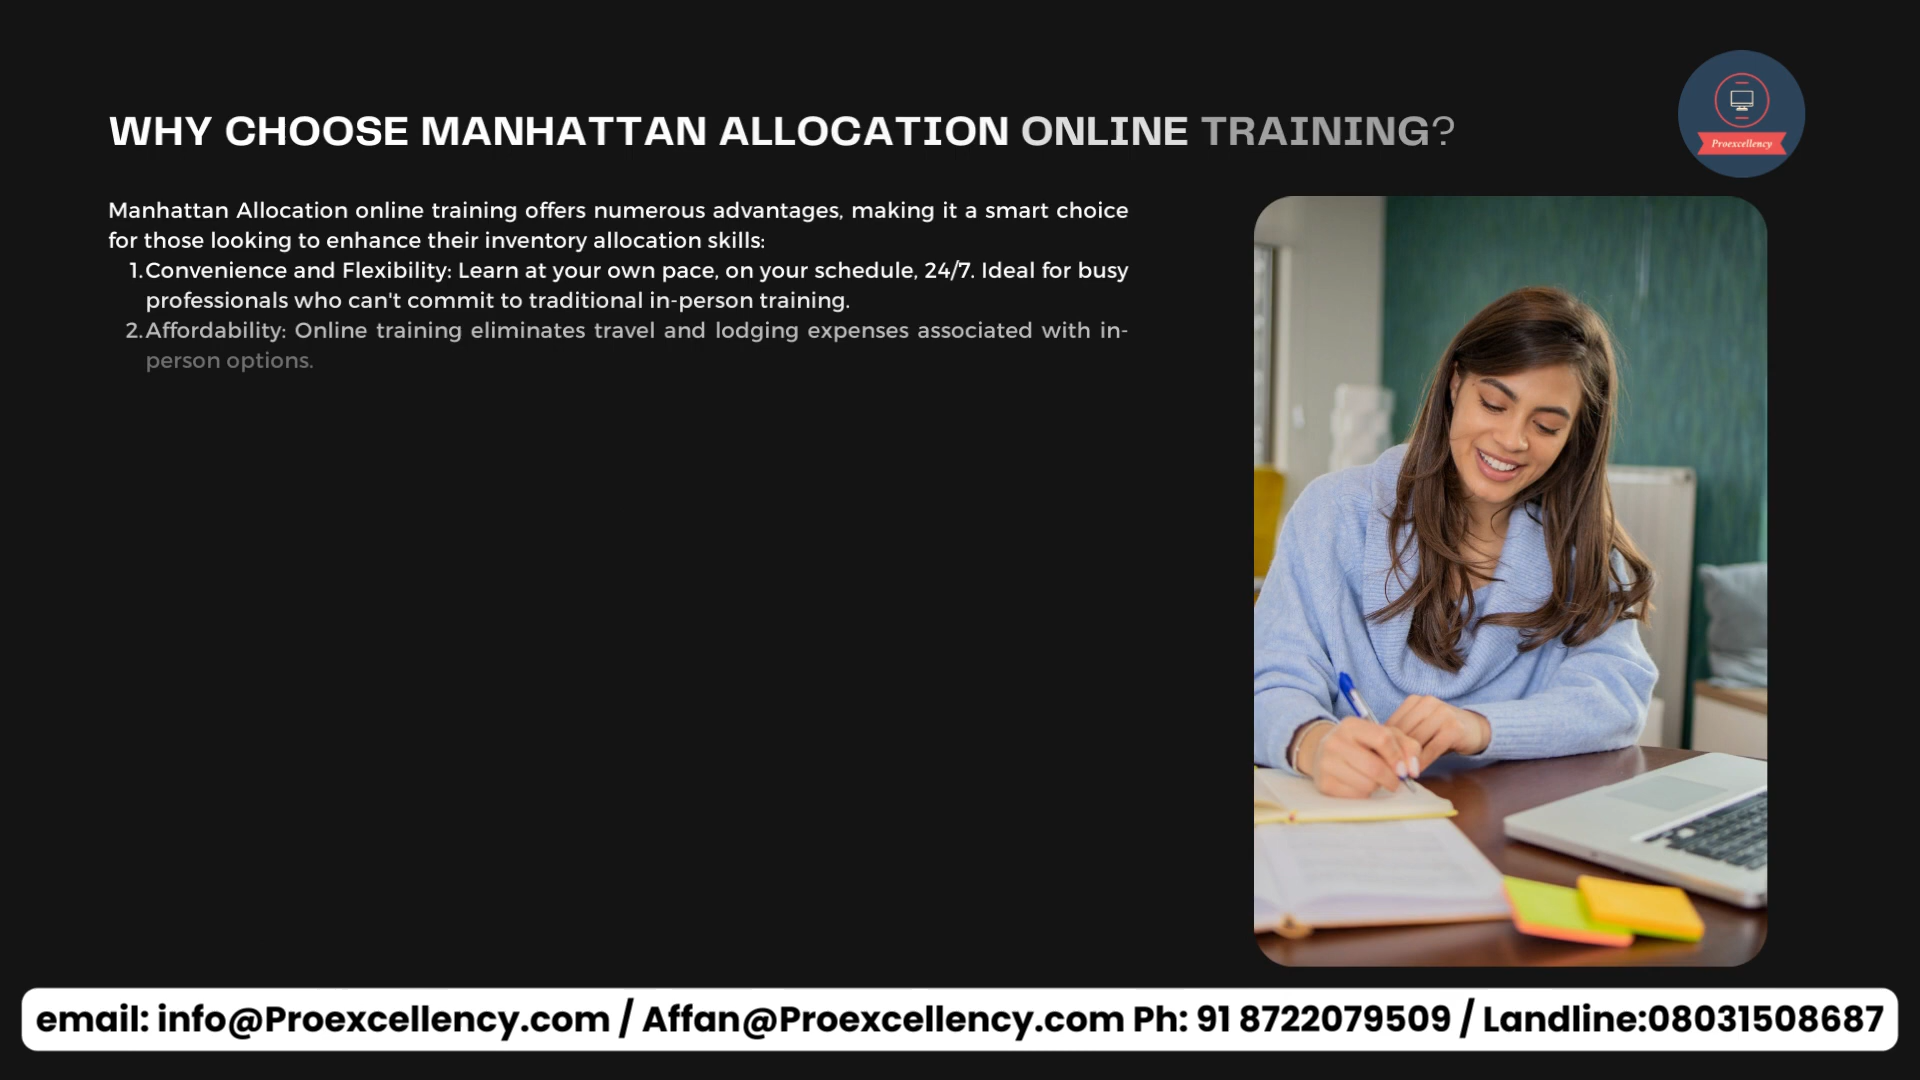 WHY CHOOSE MANHATTAN ALLOCATION ONLINE TRAINING?
Proexcellency
Manhattan Allocation online training offers numerous advantages, making it a smart choice
for those looking to enhance their inventory allocation skills:
1.Convenience and Flexibility: Learn at your own pace, on your schedule, 24/7. Ideal for busy
professionals who can't commit to traditional in-person training.
2.Affordability: Online training eliminates travel and lodging expenses associated with in-
person options.
email: info@Proexcellency.com / Affan@Proexcellency.com Ph: 91 8722079509 / Landline:08031508687